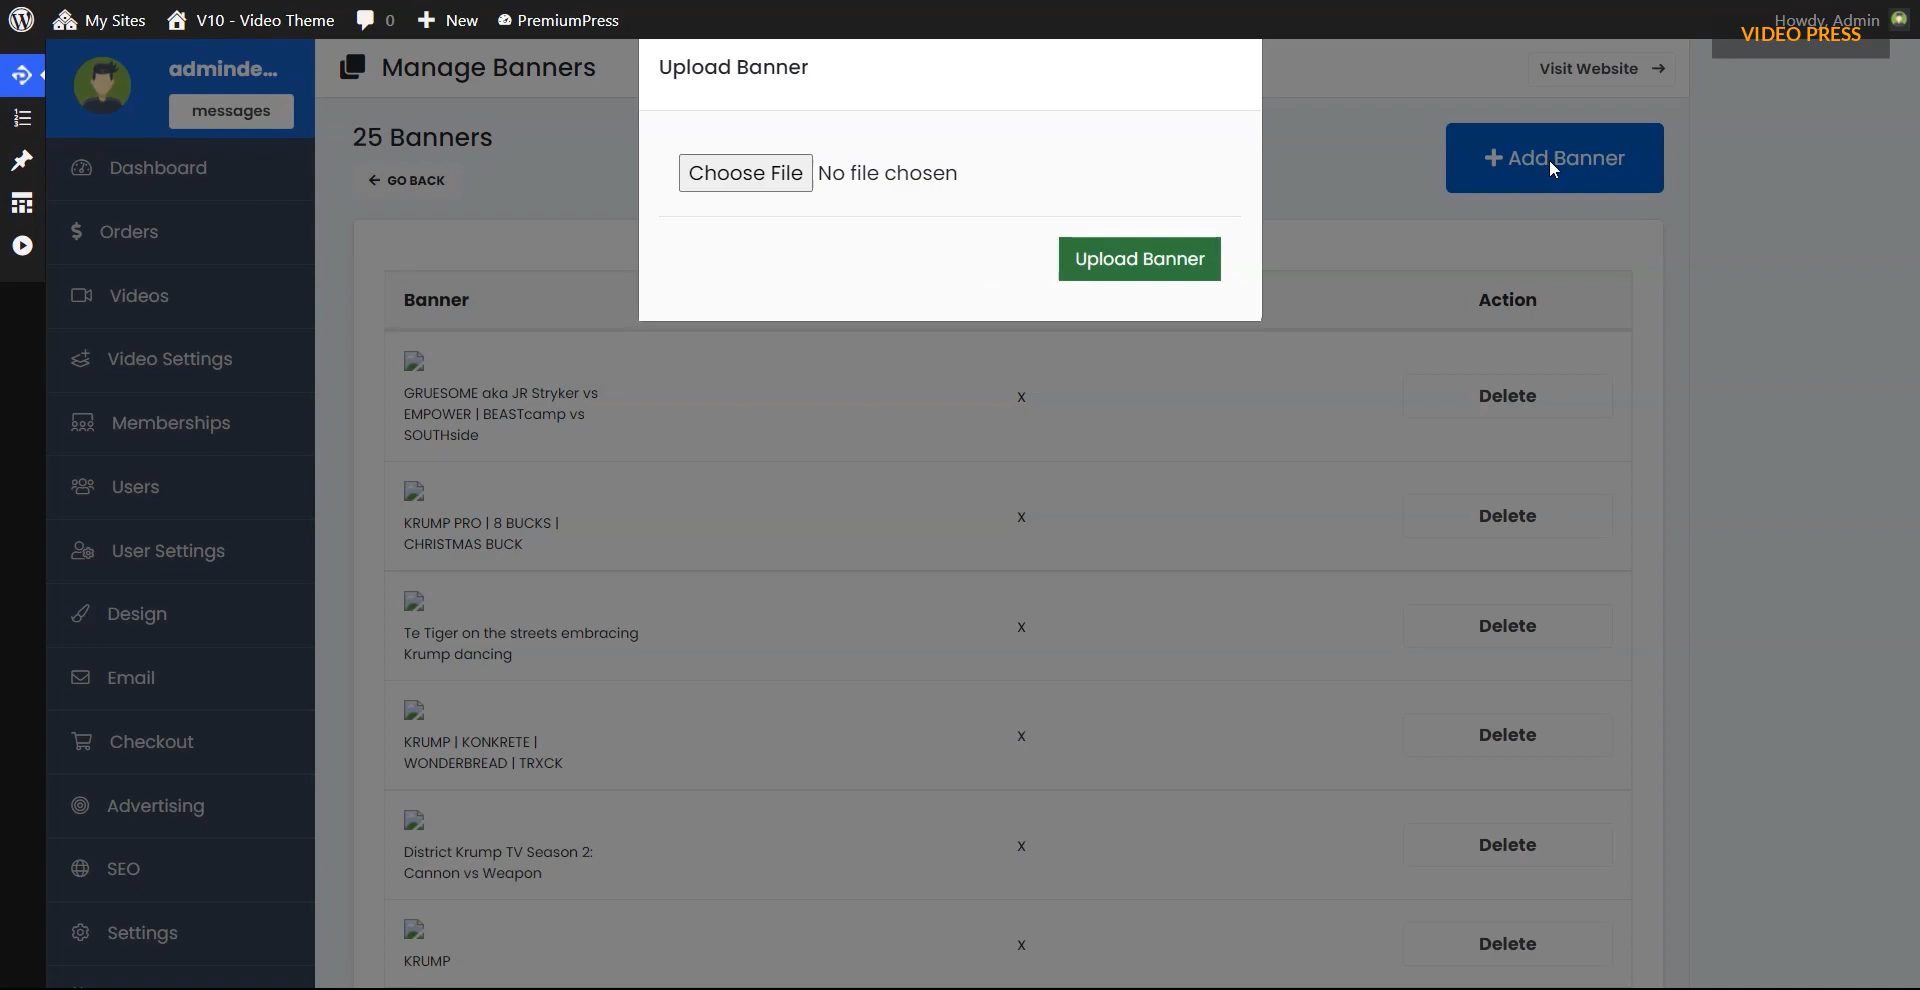 My Sites
V10 - Video Theme
0
New
PremiumPress
Howdy, Admin
VIDEO PRESS
adminde...
messages
Dashboard
Orders
Videos
Video Settings
Memberships
Users
User Settings
Design
Email
Checkout
Advertising
SEO
Settings
Manage Banners
Visit Website
25 Banners
GO BACK
Add Banner
Upload Banner
Choose File No file chosen
Upload Banner
Banner
Action
GRUESOME aka JR Stryker vs
EMPOWER | BEASTcamp vs
SOUTHside
x
Delete
KRUMP PRO | 8 BUCKS |
CHRISTMAS BUCK
x
Delete
Te Tiger on the streets embracing
Krump dancing
x
Delete
KRUMP | KONKRETE |
WONDERBREAD | TRXCK
x
Delete
District Krump TV Season 2:
Cannon vs Weapon
x
Delete
KRUMP
x
Delete